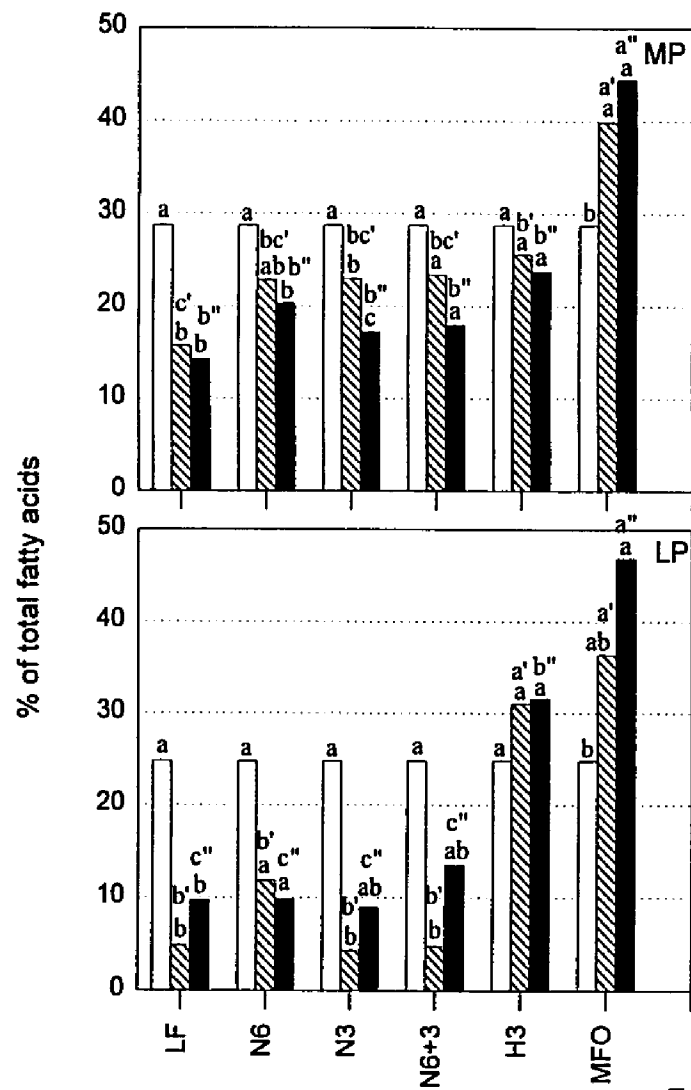 % of total fatty acids
MP
50
40
30
20
10
0
a c' b b" b
a bc' ab b" b
a bc' b b" c
a bc' a b" a
a b' a b" a
b a' a a" a
LP
50
40
30
20
10
0
a b' b c" b
a b' a c" a
a b' b c" ab
a b' b c" ab
a a' a b" a
b a' ab a" a
LF
N6
N3
N6+3
H3
MFO